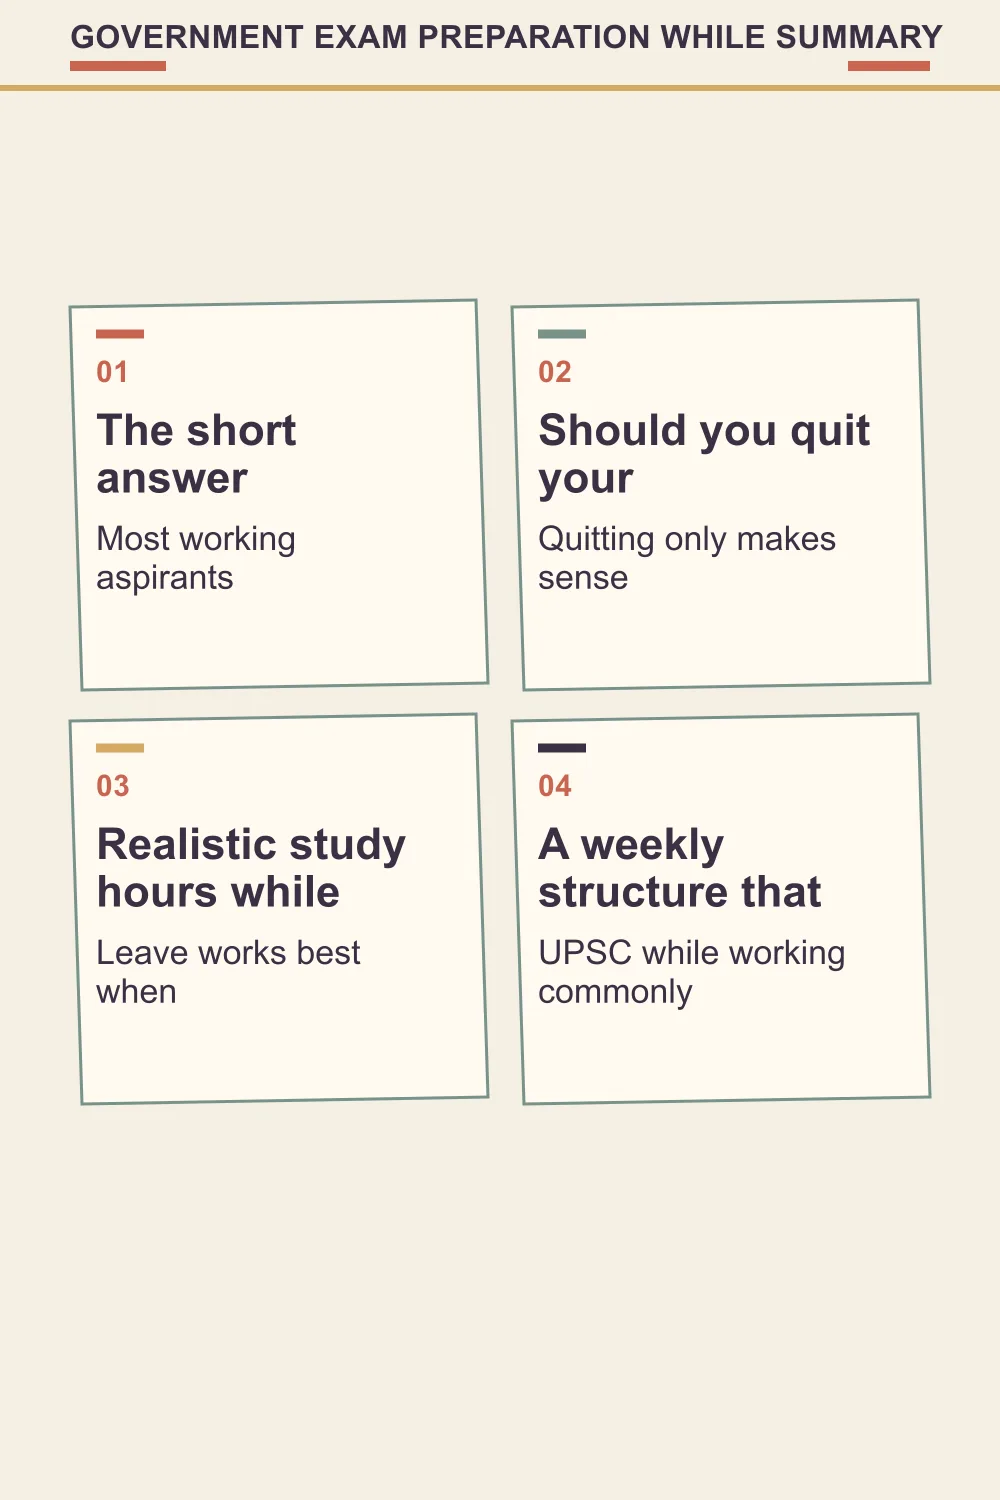 GOVERNMENT EXAM PREPARATION WHILE SUMMARY
01
The short
answer
Most working
aspirants
02
Should you quit
your
Quitting only makes
sense
03
Realistic study
hours while
Leave works best
when
04
A weekly
structure that
UPSC while working
commonly